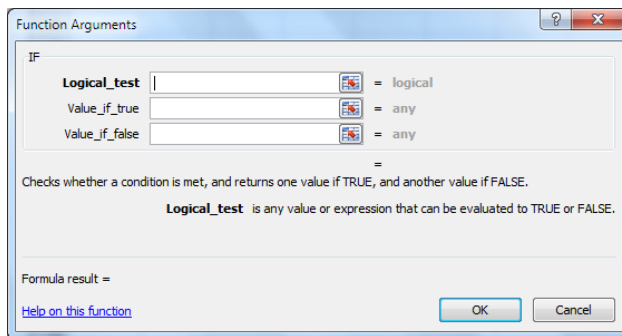 Function Arguments
IF
Logical_test = logical
Value_if_true = any
Value_if_false = any
=
Checks whether a condition is met, and returns one value if TRUE, and another value if FALSE.
Logical_test is any value or expression that can be evaluated to TRUE or FALSE.
Formula result =
Help on this function OK Cancel